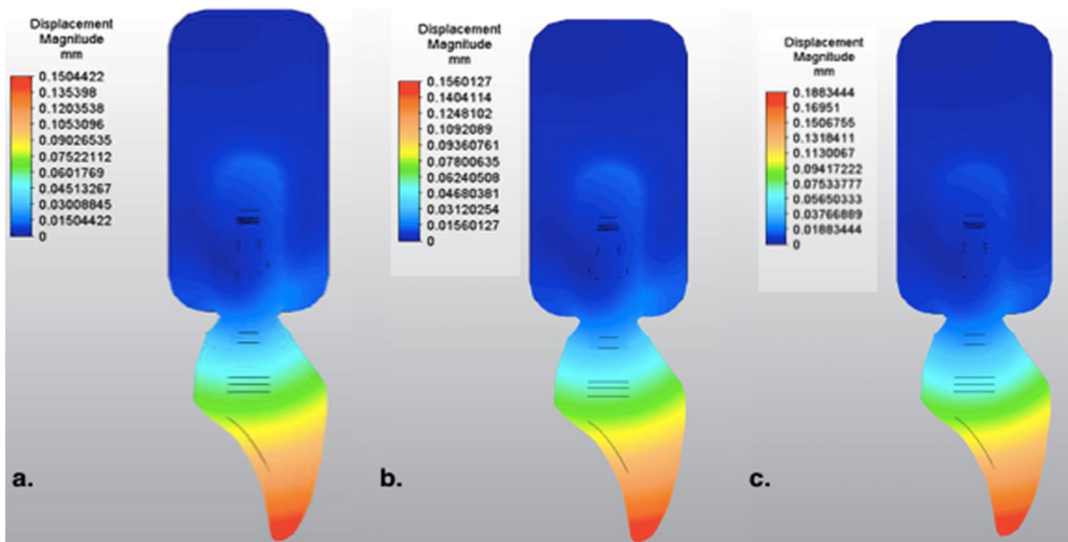 Displacement
Magnitude
mm
0.1504422
0.135398
0.1203538
0.1053096
0.09026535
0.07522112
0.0601769
0.04513267
0.03008845
0.01504422
0
a.
Displacement
Magnitude
mm
0.1560127
0.1404114
0.1248102
0.1092089
0.09360761
0.07800635
0.06240508
0.04680381
0.03120254
0.01560127
0
b.
Displacement
Magnitude
mm
0.1883444
0.16951
0.1506755
0.1318411
0.1130067
0.09417222
0.07533777
0.05650333
0.03766889
0.01883444
0
c.